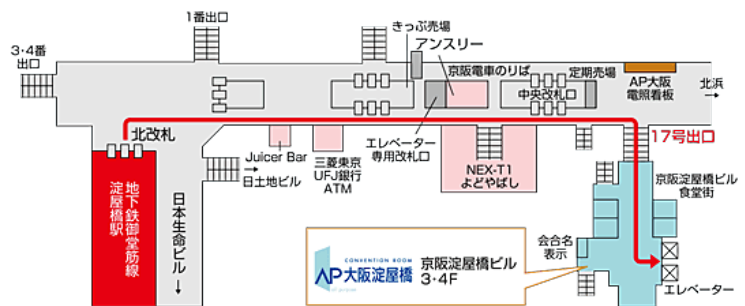 1番出口
きっぷ売場
アンスリー
3・4番
出口
京阪電車のりば
定期売場
AP大阪
電照看板
北浜
→
中央改札口
北改札
エレベーター
専用改札口
17号出口
Juicer Bar
→
日土地ビル
三菱東京
UFJ銀行
ATM
NEX-T1
よどやばし
京阪淀屋橋ビル
食堂街
地下鉄御堂筋線
淀屋橋駅
日本生命ビル→
会合名
表示
CONVENTION ROOM
AP大阪淀屋橋
京阪淀屋橋ビル
3・4F
エレベーター